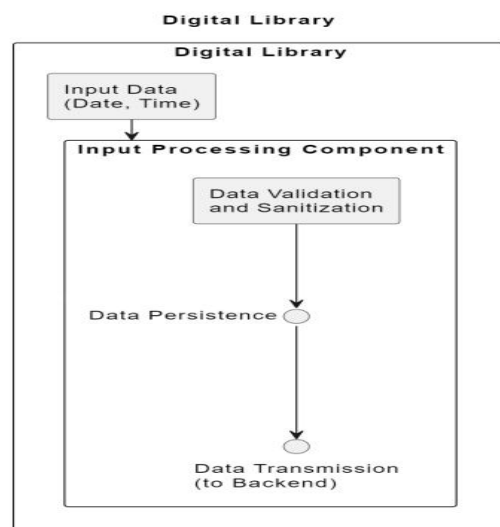 Digital Library
Digital Library
Input Data
(Date, Time)
Input Processing Component
Data Validation
and Sanitization
Data Persistence
Data Transmission
(to Backend)